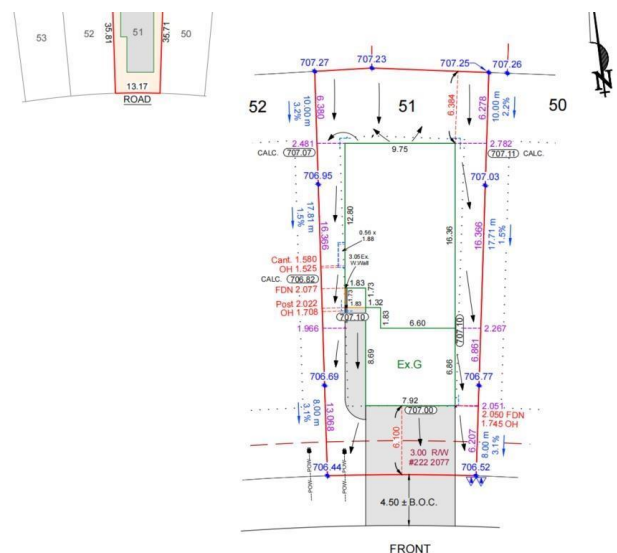 53
52
51
50
35.81
35.71
13.17
ROAD
N
707.27
707.23
707.25
707.26
52
51
50
10.00 m
3.2%
6.380
6.384
6.278
10.00 m
2.2%
2.481
2.782
CALC. 707.07
707.11 CALC.
9.75
706.95
707.03
17.81 m
1.5%
16.366
12.80
16.36
16.366
17.71 m
1.5%
0.56 x
1.88
3.05 Ex.
W.Well
Cant. 1.580
OH 1.525
CALC. 706.82
FDN 2.077
Post 2.022
OH 1.708
1.83
1.73
1.73
1.83
1.32
1.83
707.10
707.10
1.966
6.60
2.267
8.69
6.86
6.861
Ex.G
706.69
706.77
7.92
707.00
2.051
2.050 FDN
1.745 OH
8.00 m
3.1%
13.068
6.100
6.207
8.00 m
3.1%
3.00 R/W
#222 2077
706.44
706.52
POW
POW
4.50 ± B.O.C.
FRONT